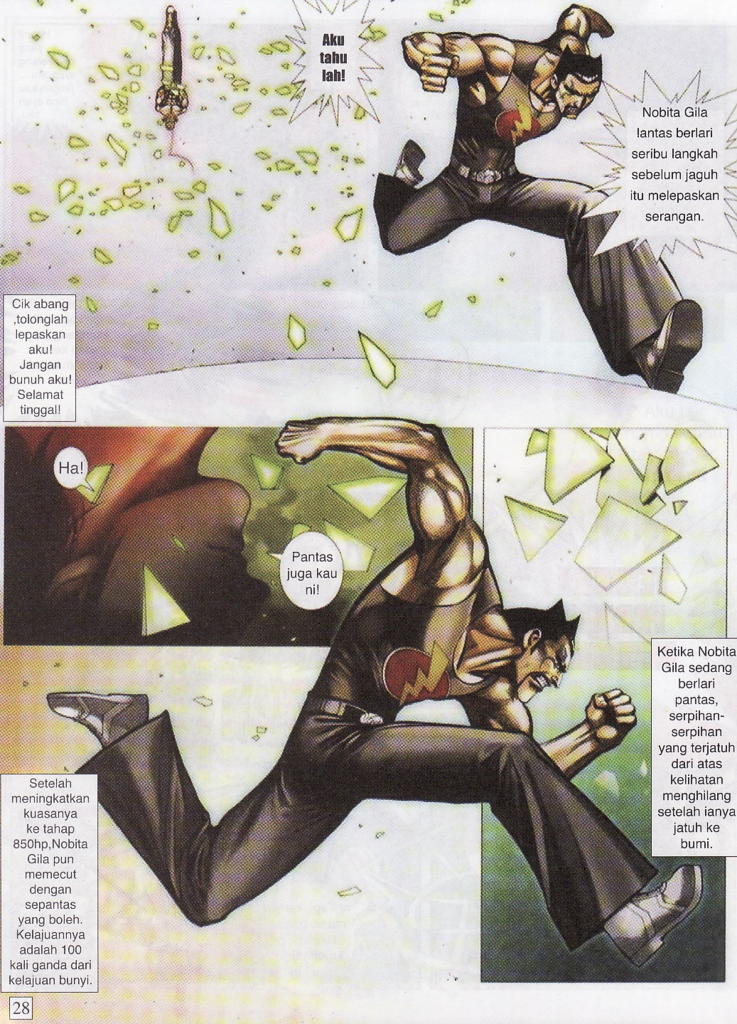 Aku
tahu
lah!
Nobita Gila
lantas berlari
seribu langkah
sebelum jaguh
itu melepaskan
serangan.
Cik abang
,tolonglah
lepaskan
aku!
Jangan
bunuh aku!
Selamat
tinggal!
Ha!
Pantas
juga kau
ni!
Ketika Nobita
Gila sedang
berlari
pantas,
serpihan-
serpihan
yang terjatuh
dari atas
kelihatan
menghilang
setelah ianya
jatuh ke
bumi.
Setelah
meningkatkan
kuasanya
ke tahap
850hp,Nobita
Gila pun
memecut
dengan
sepantas
yang boleh.
Kelajuannya
adalah 100
kali ganda dari
kelajuan bunyi.
28